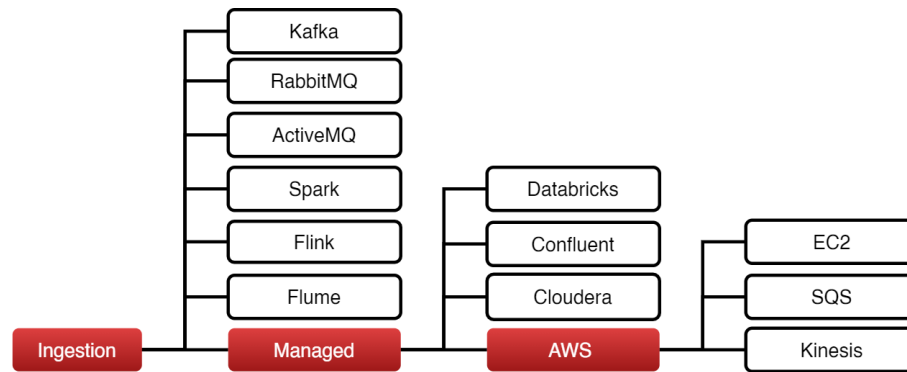 Kafka
RabbitMQ
ActiveMQ
Spark
Flink
Flume
Ingestion
Managed
Databricks
Confluent
Cloudera
AWS
EC2
SQS
Kinesis